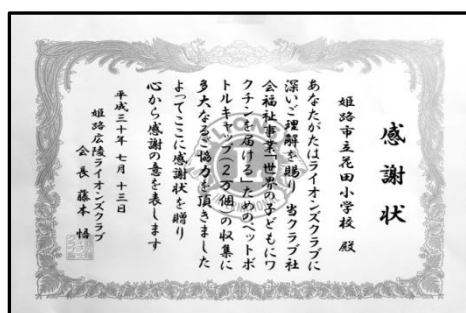 感謝状
姫路市立花田小学校 殿
あなたがたはライオンズクラブに
深いご理解を賜り 当クラブ社
会福祉事業「世界の子どもにワ
クチンを届ける」ためのペットボ
トルキャップ(2万個)の収集に
多大なるご協力を頂きました
よってここに感謝状を贈り
心から感謝の意を表します
平成三十年 七月 十三日
姫路広陵ライオンズクラブ
会長 藤本 悟